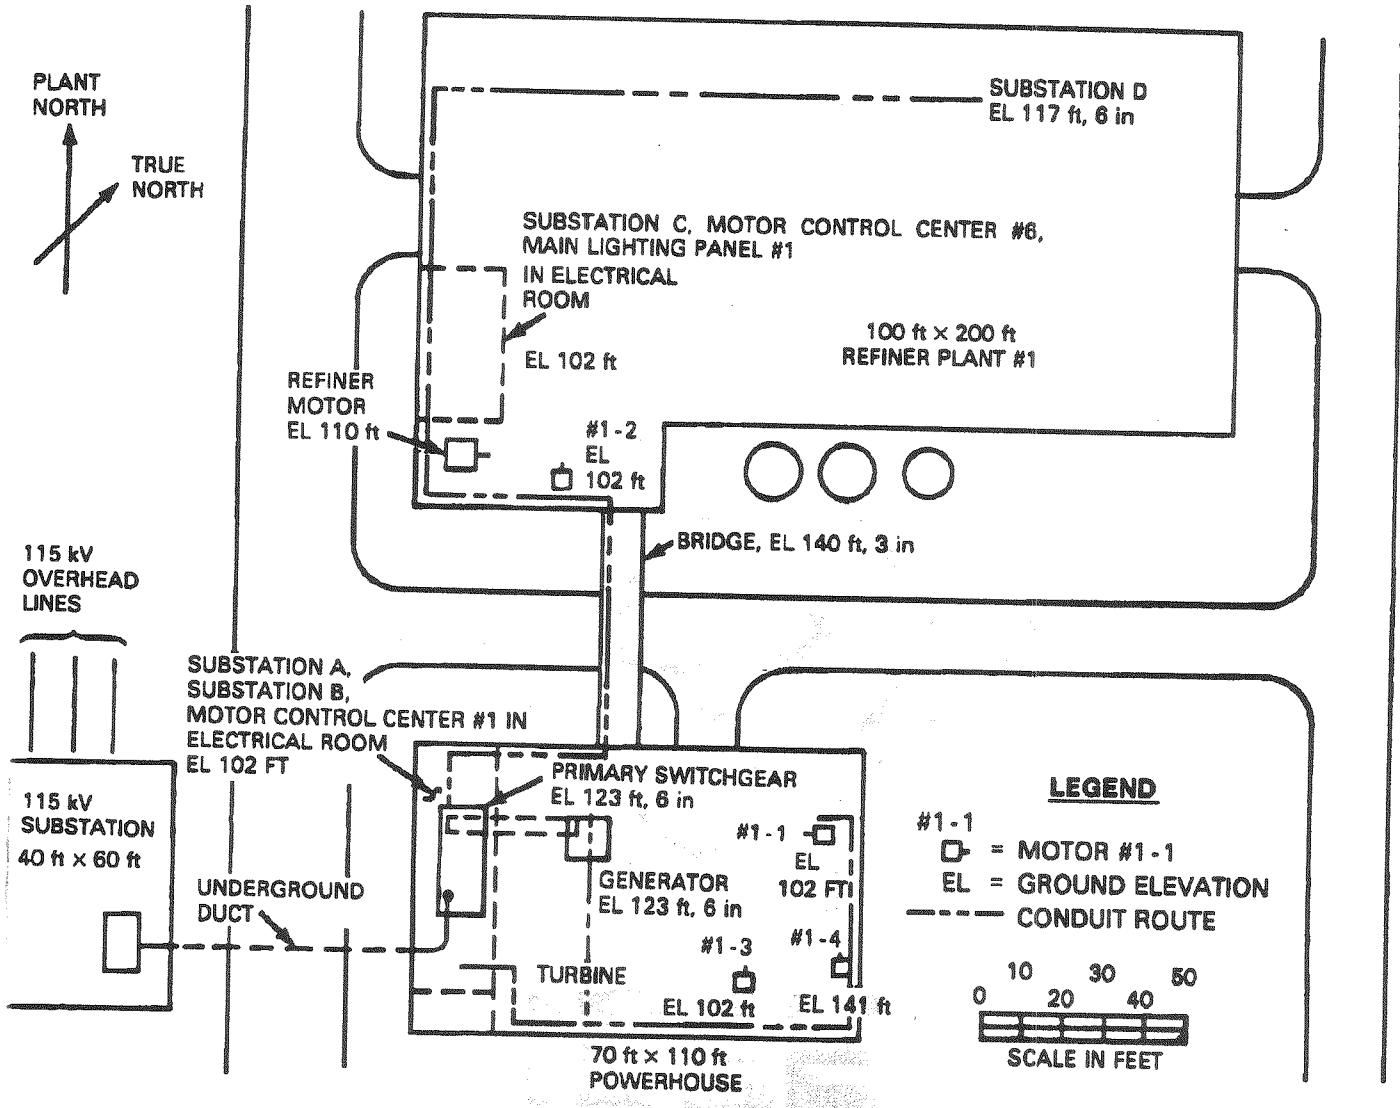 PLANT
NORTH
TRUE
NORTH
SUBSTATION D
EL 117 ft, 6 in
SUBSTATION C, MOTOR CONTROL CENTER #6,
MAIN LIGHTING PANEL #1
IN ELECTRICAL
ROOM
EL 102 ft
100 ft × 200 ft
REFINER PLANT #1
REFINER
MOTOR
EL 110 ft
#1-2
EL
102 ft
BRIDGE, EL 140 ft, 3 in
115 kV
OVERHEAD
LINES
SUBSTATION A,
SUBSTATION B,
MOTOR CONTROL CENTER #1 IN
ELECTRICAL ROOM
EL 102 FT
115 kV
SUBSTATION
40 ft × 60 ft
UNDERGROUND
DUCT
PRIMARY SWITCHGEAR
EL 123 ft, 6 in
#1-1
EL
102 FT
GENERATOR
EL 123 ft, 6 in
#1-3
#1-4
TURBINE
EL 102 ft
EL 141 ft
70 ft × 110 ft
POWERHOUSE
LEGEND
#1-1
= MOTOR #1-1
EL = GROUND ELEVATION
= CONDUIT ROUTE
10 30 50
0 20 40
SCALE IN FEET